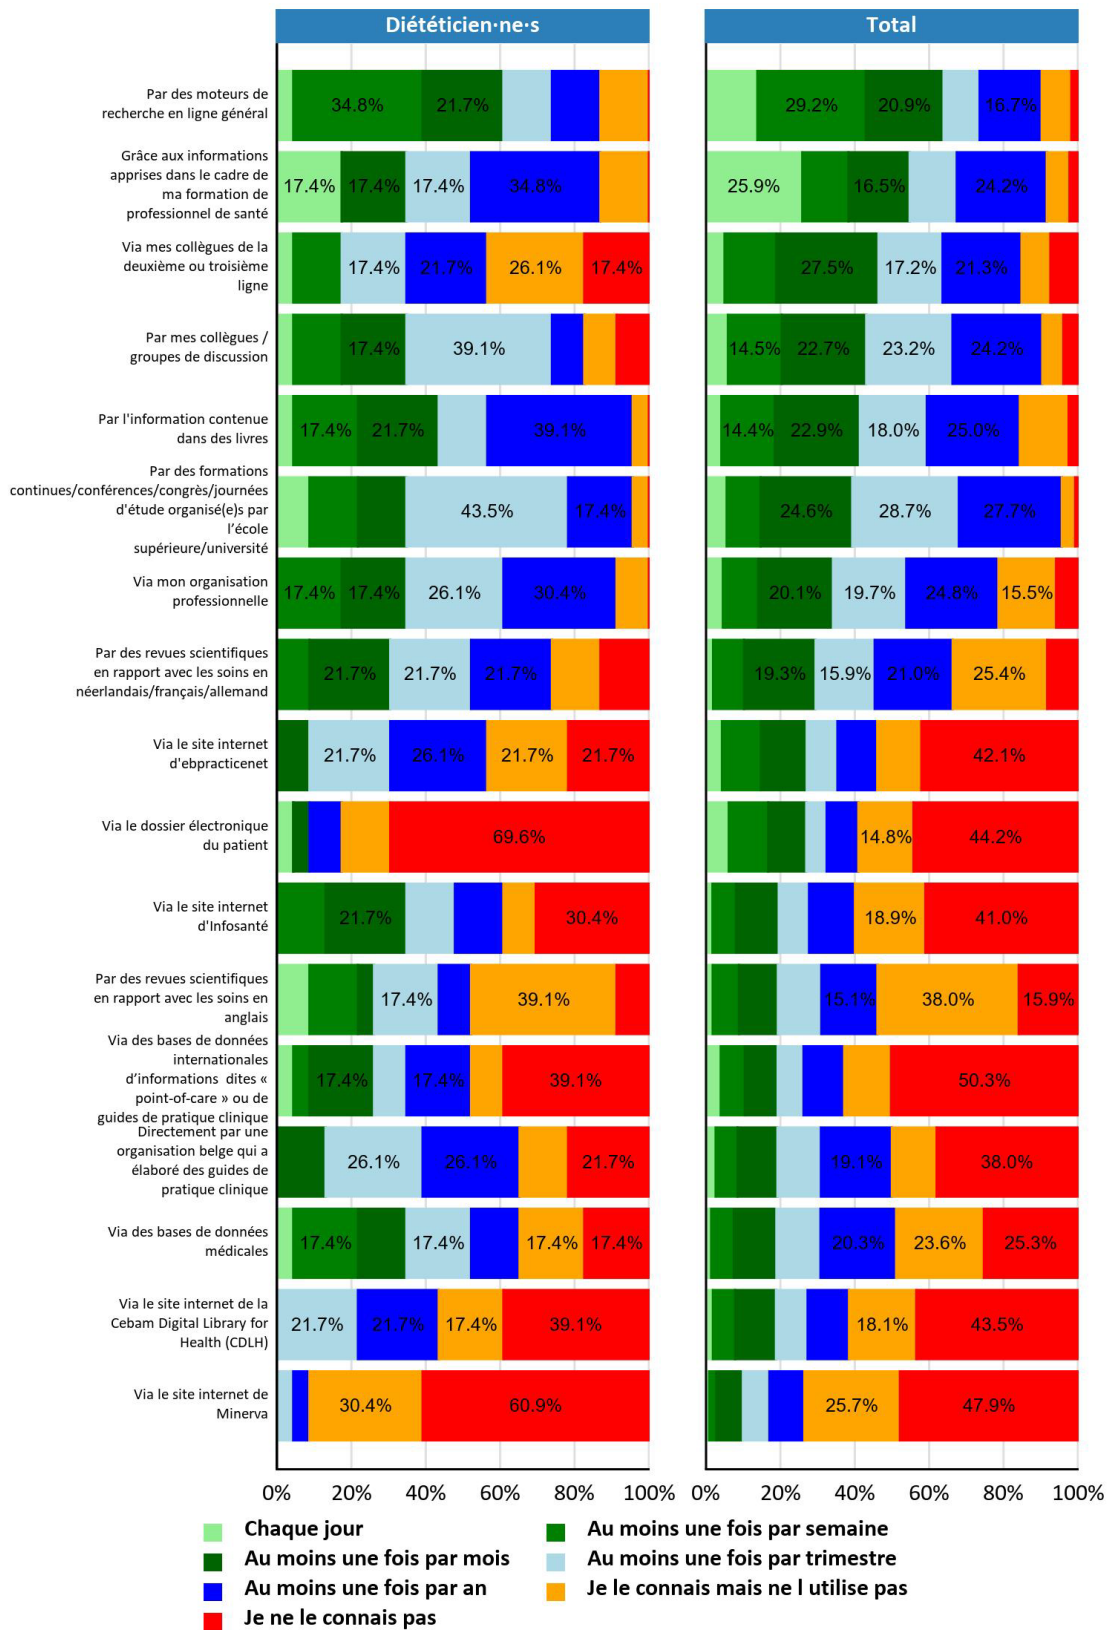 Diététicien·ne·s
Total
Par des moteurs de
recherche en ligne général
34.8%
21.7%
29.2%
20.9%
16.7%
Grâce aux informations
apprises dans le cadre de
ma formation de
professionnel de santé
17.4%
17.4%
17.4%
34.8%
25.9%
16.5%
24.2%
Via mes collègues de la
deuxième ou troisième
ligne
17.4%
21.7%
26.1%
17.4%
27.5%
17.2%
21.3%
Par mes collègues /
groupes de discussion
17.4%
39.1%
14.5%
22.7%
23.2%
24.2%
Par l'information contenue
dans des livres
17.4%
21.7%
39.1%
14.4%
22.9%
18.0%
25.0%
Par des formations
continues/conférences/congrès/journées
d'étude organisé(e)s par
l’école
supérieure/université
43.5%
17.4%
24.6%
28.7%
27.7%
Via mon organisation
professionnelle
17.4%
17.4%
26.1%
30.4%
20.1%
19.7%
24.8%
15.5%
Par des revues scientifiques
en rapport avec les soins en
néerlandais/français/allemand
21.7%
21.7%
21.7%
19.3%
15.9%
21.0%
25.4%
Via le site internet
d'ebpracticenet
21.7%
26.1%
21.7%
21.7%
42.1%
Via le dossier électronique
du patient
69.6%
14.8%
44.2%
Via le site internet
d'Infosanté
21.7%
30.4%
18.9%
41.0%
Par des revues scientifiques
en rapport avec les soins en
anglais
17.4%
39.1%
15.1%
38.0%
15.9%
Via des bases de données
internationales
d’informations dites «
point-of-care » ou de
guides de pratique clinique
17.4%
17.4%
39.1%
50.3%
Directement par une
organisation belge qui a
élaboré des guides de
pratique clinique
26.1%
26.1%
21.7%
19.1%
38.0%
Via des bases de données
médicales
17.4%
17.4%
17.4%
17.4%
20.3%
23.6%
25.3%
Via le site internet de la
Cebam Digital Library for
Health (CDLH)
21.7%
21.7%
17.4%
39.1%
18.1%
43.5%
Via le site internet de
Minerva
30.4%
60.9%
25.7%
47.9%
0% 20% 40% 60% 80% 100%
0% 20% 40% 60% 80% 100%
Chaque jour
Au moins une fois par semaine
Au moins une fois par mois
Au moins une fois par trimestre
Au moins une fois par an
Je le connais mais ne l utilise pas
Je ne le connais pas